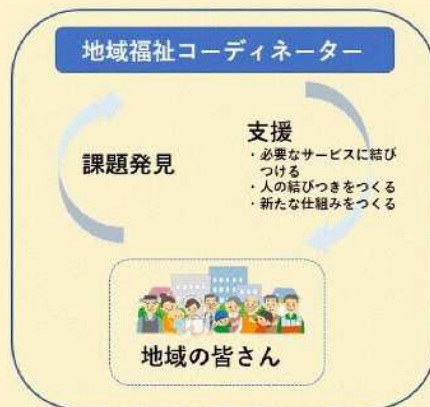 地域福祉コーディネーター
課題発見
支援
・必要なサービスに結び
つける
・人の結びつきをつくる
・新たな仕組みをつくる
地域の皆さん